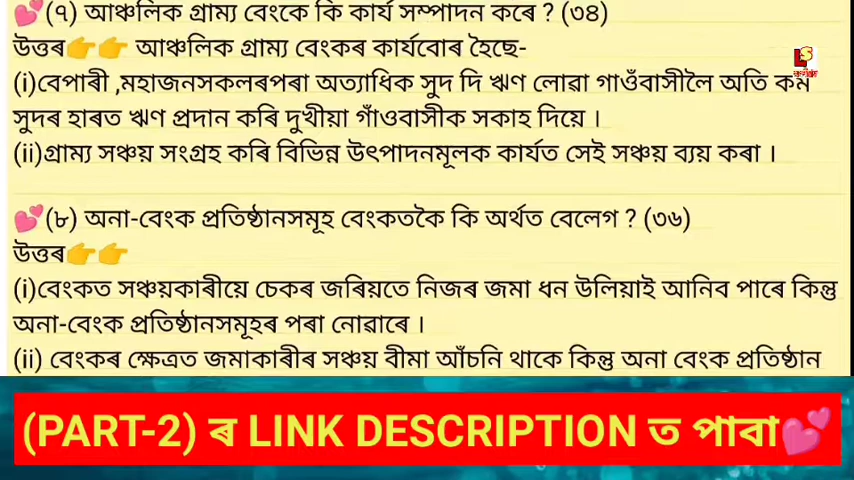 💕(৭) আঞ্চলিক গ্ৰাম্য বেংকে কি কাৰ্য সম্পাদন কৰে ? (৩৪)
উত্তৰ👉👉 আঞ্চলিক গ্ৰাম্য বেংকৰ কাৰ্যবোৰ হৈছে-
(i)বেপাৰী ,মহাজনসকলৰপৰা অত্যাধিক সুদ দি ঋণ লোৱা গাওঁবাসীলৈ অতি কম
সুদৰ হাৰত ঋণ প্ৰদান কৰি দুখীয়া গাঁওবাসীক সকাহ দিয়ে ।
(ii)গ্ৰাম্য সঞ্চয় সংগ্ৰহ কৰি বিভিন্ন উৎপাদনমূলক কাৰ্যত সেই সঞ্চয় ব্যয় কৰা ।
💕(৮) অনা-বেংক প্ৰতিষ্ঠানসমূহ বেংকতকৈ কি অৰ্থত বেলেগ ? (৩৬)
উত্তৰ👉👉
(i)বেংকত সঞ্চয়কাৰীয়ে চেকৰ জৰিয়তে নিজৰ জমা ধন উলিয়াই আনিব পাৰে কিন্তু
অনা-বেংক প্ৰতিষ্ঠানসমূহৰ পৰা নোৱাৰে ।
(ii) বেংকৰ ক্ষেত্ৰত জমাকাৰীৰ সঞ্চয় বীমা আঁচনি থাকে কিন্তু অনা বেংক প্ৰতিষ্ঠান
(PART-2) ৰ LINK DESCRIPTION ত পাবা💕